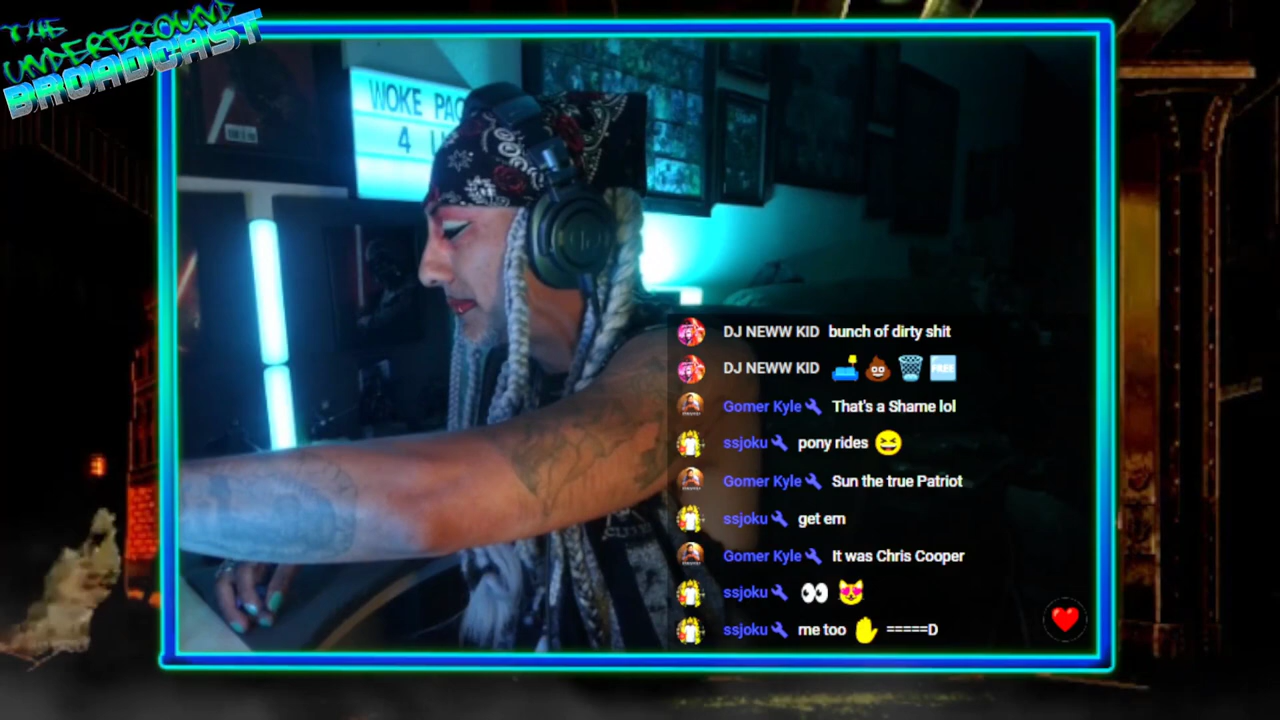 THE
UNDERGROUND
BROADCAST
WOKE PAC
4 U
DJ NEWW KID bunch of dirty shit
DJ NEWW KID 🛋️ 💩 🗑️ 🆓
Gomer Kyle That's a Shame lol
ssjoku pony rides 😆
Gomer Kyle Sun the true Patriot
ssjoku get em
Gomer Kyle It was Chris Cooper
ssjoku 👀 😻
ssjoku me too ✋ =====D